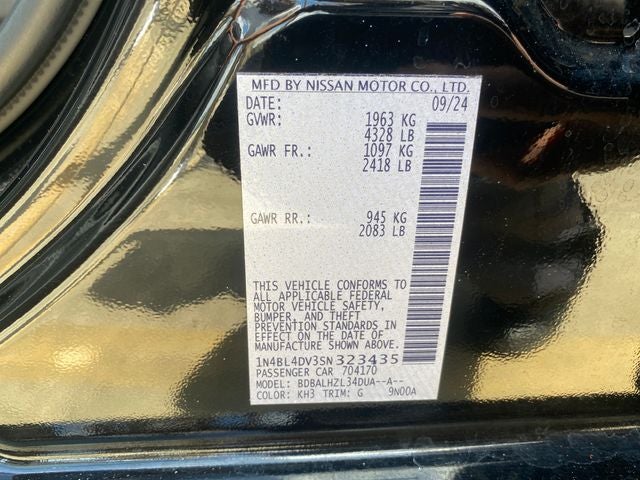 MFD BY NISSAN MOTOR CO., LTD.
DATE: 09/24
GVWR: 1963 KG
4328 LB
GAWR FR.: 1097 KG
2418 LB
GAWR RR.: 945 KG
2083 LB
THIS VEHICLE CONFORMS TO
ALL APPLICABLE FEDERAL
MOTOR VEHICLE SAFETY,
BUMPER, AND THEFT
PREVENTION STANDARDS IN
EFFECT ON THE DATE OF
MANUFACTURE SHOWN ABOVE.
1N4BL4DV3SN323435
PASSENGER CAR 704170
MODEL: BDBALHZL34DUA--A--
COLOR: KH3 TRIM: G 9N00A